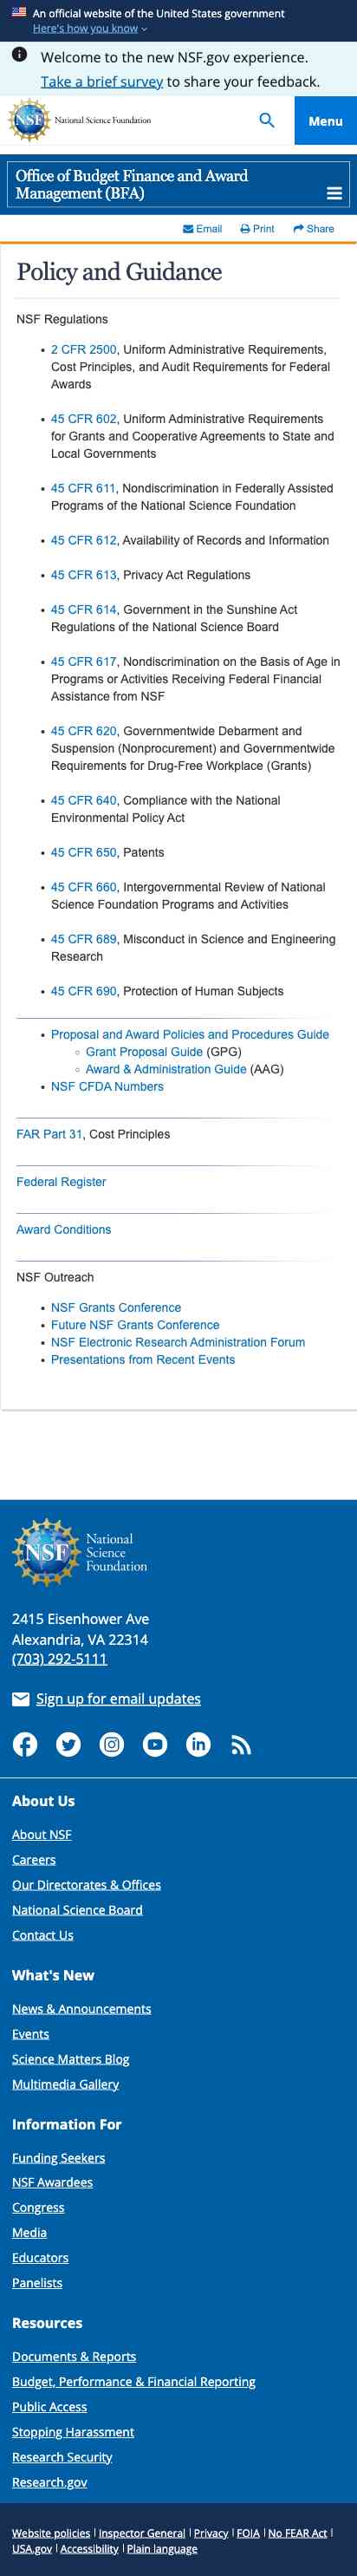 An official website of the United States government
Here's how you know
Welcome to the new NSF.gov experience.
Take a brief survey to share your feedback.
NSF National Science Foundation
Menu
Office of Budget Finance and Award
Management (BFA)
Email Print Share
Policy and Guidance
NSF Regulations
• 2 CFR 2500, Uniform Administrative Requirements,
Cost Principles, and Audit Requirements for Federal
Awards
• 45 CFR 602, Uniform Administrative Requirements
for Grants and Cooperative Agreements to State and
Local Governments
• 45 CFR 611, Nondiscrimination in Federally Assisted
Programs of the National Science Foundation
• 45 CFR 612, Availability of Records and Information
• 45 CFR 613, Privacy Act Regulations
• 45 CFR 614, Government in the Sunshine Act
Regulations of the National Science Board
• 45 CFR 617, Nondiscrimination on the Basis of Age in
Programs or Activities Receiving Federal Financial
Assistance from NSF
• 45 CFR 620, Governmentwide Debarment and
Suspension (Nonprocurement) and Governmentwide
Requirements for Drug-Free Workplace (Grants)
• 45 CFR 640, Compliance with the National
Environmental Policy Act
• 45 CFR 650, Patents
• 45 CFR 660, Intergovernmental Review of National
Science Foundation Programs and Activities
• 45 CFR 689, Misconduct in Science and Engineering
Research
• 45 CFR 690, Protection of Human Subjects
• Proposal and Award Policies and Procedures Guide
Grant Proposal Guide (GPG)
Award & Administration Guide (AAG)
• NSF CFDA Numbers
FAR Part 31, Cost Principles
Federal Register
Award Conditions
NSF Outreach
• NSF Grants Conference
• Future NSF Grants Conference
• NSF Electronic Research Administration Forum
• Presentations from Recent Events
NSF
National
Science
Foundation
2415 Eisenhower Ave
Alexandria, VA 22314
(703) 292-5111
Sign up for email updates
About Us
About NSF
Careers
Our Directorates & Offices
National Science Board
Contact Us
What's New
News & Announcements
Events
Science Matters Blog
Multimedia Gallery
Information For
Funding Seekers
NSF Awardees
Congress
Media
Educators
Panelists
Resources
Documents & Reports
Budget, Performance & Financial Reporting
Public Access
Stopping Harassment
Research Security
Research.gov
Website policies | Inspector General | Privacy | FOIA | No FEAR Act |
USA.gov | Accessibility | Plain language